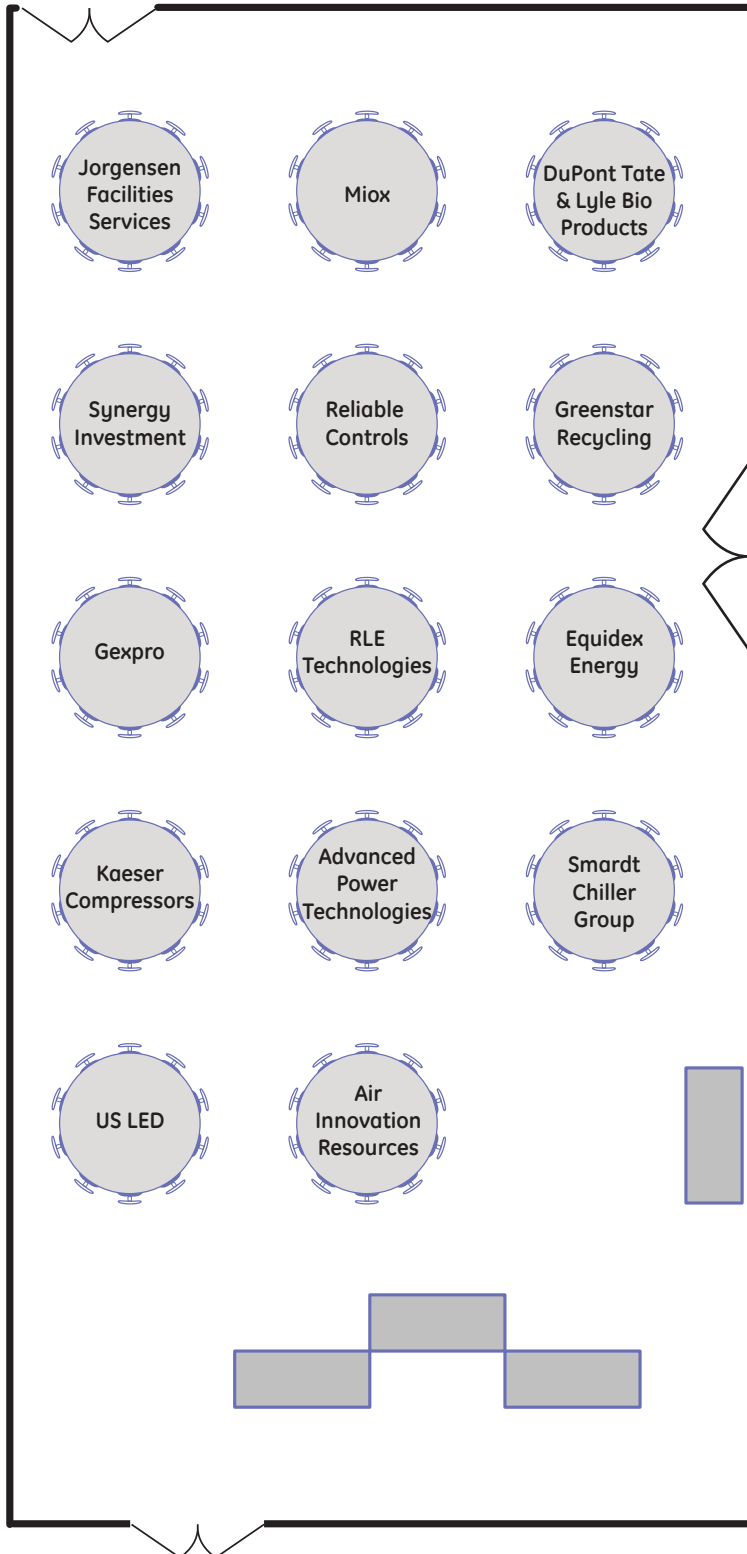 Jorgensen
Facilities
Services
Miox
DuPont Tate
& Lyle Bio
Products
Synergy
Investment
Reliable
Controls
Greenstar
Recycling
Gexpro
RLE
Technologies
Equidex
Energy
Kaeser
Compressors
Advanced
Power
Technologies
Smardt
Chiller
Group
US LED
Air
Innovation
Resources